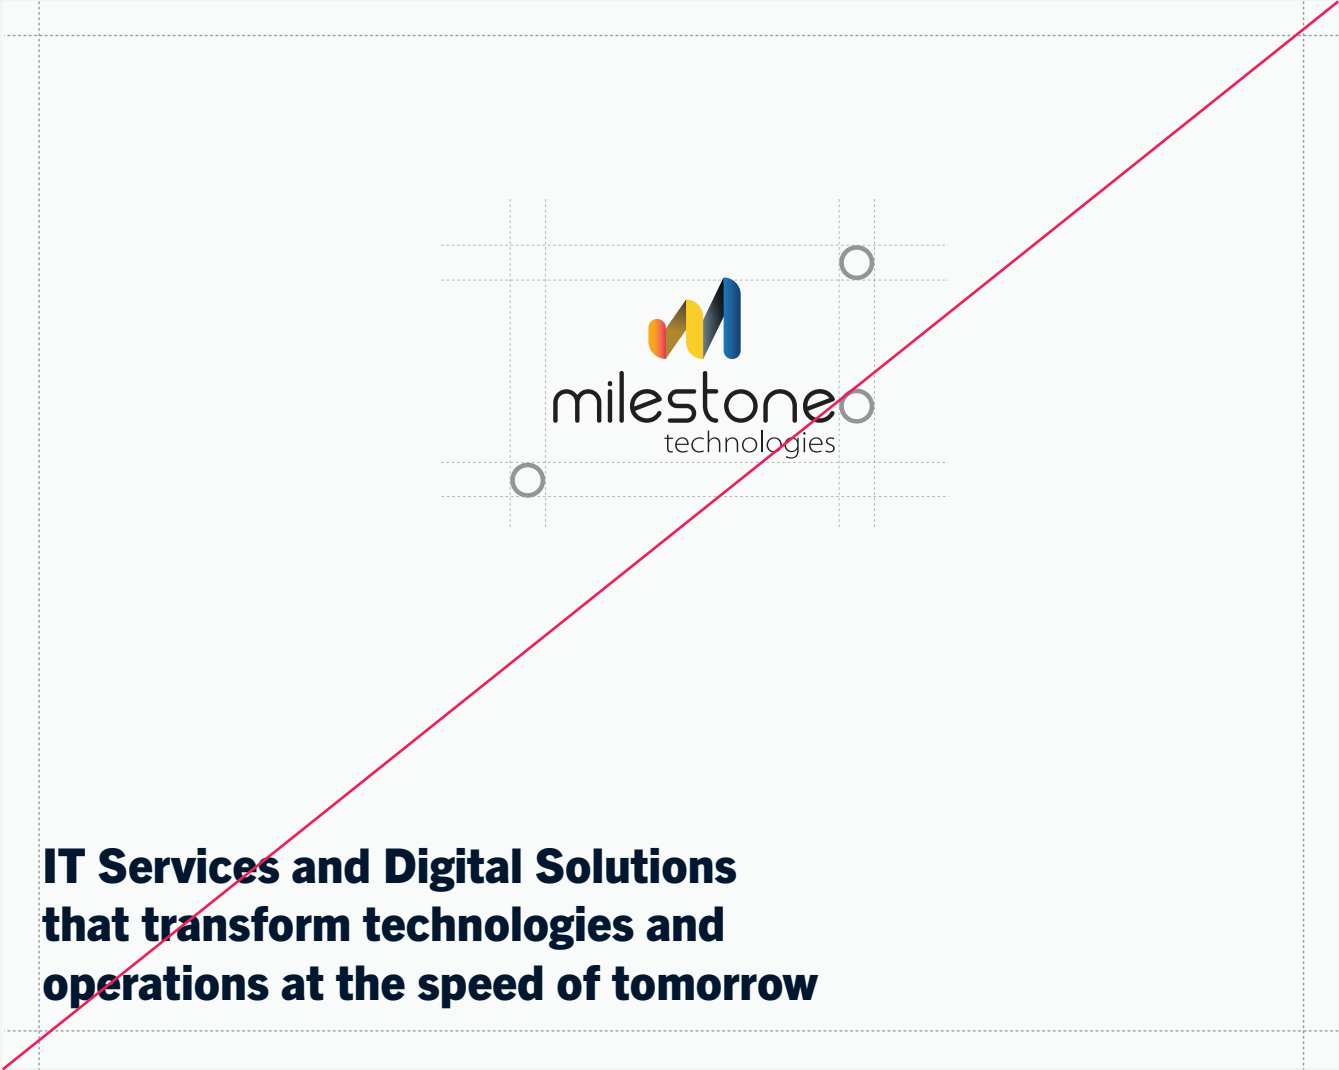 milestone
technologies
IT Services and Digital Solutions
that transform technologies and
operations at the speed of tomorrow